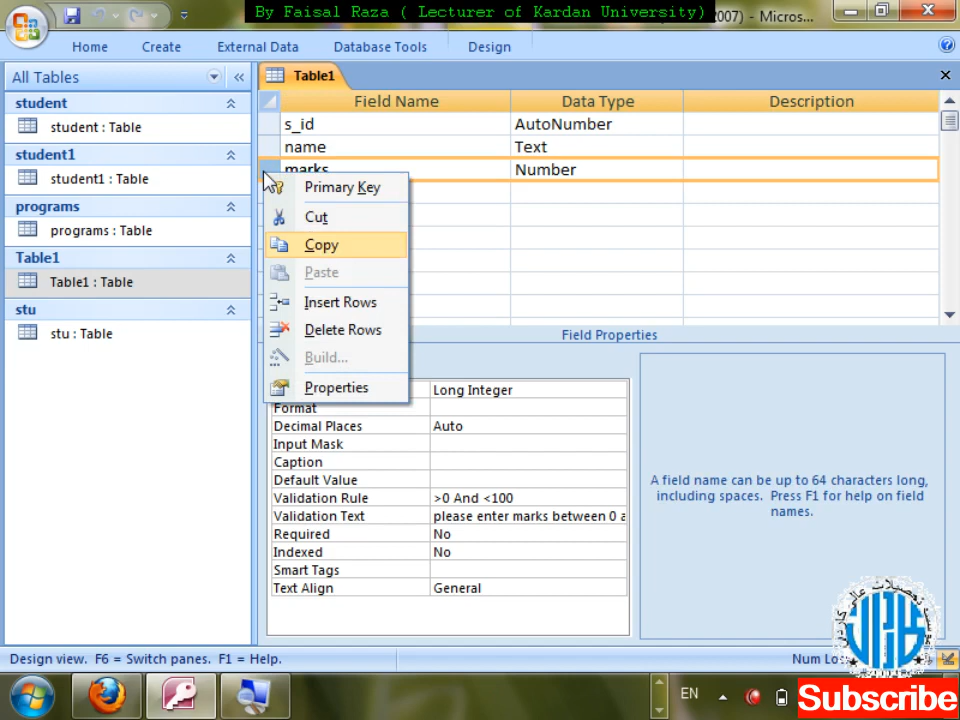 By Faisal Raza ( Lecturer of Kardan University)
2007) - Micros...
Home
Create
External Data
Database Tools
Design
All Tables
student
student : Table
student1
student1 : Table
programs
programs : Table
Table1
Table1 : Table
stu
stu : Table
Table1
Field Name
Data Type
Description
s_id
AutoNumber
name
Text
marks
Number
Primary Key
Cut
Copy
Paste
Insert Rows
Delete Rows
Build...
Properties
Field Properties
Long Integer
Format
Decimal Places
Auto
Input Mask
Caption
Default Value
Validation Rule
>0 And <100
Validation Text
please enter marks between 0 a
Required
No
Indexed
No
Smart Tags
Text Align
General
A field name can be up to 64 characters long,
including spaces. Press F1 for help on field
names.
Design view. F6 = Switch panes. F1 = Help.
Num Lo
EN
Subscribe